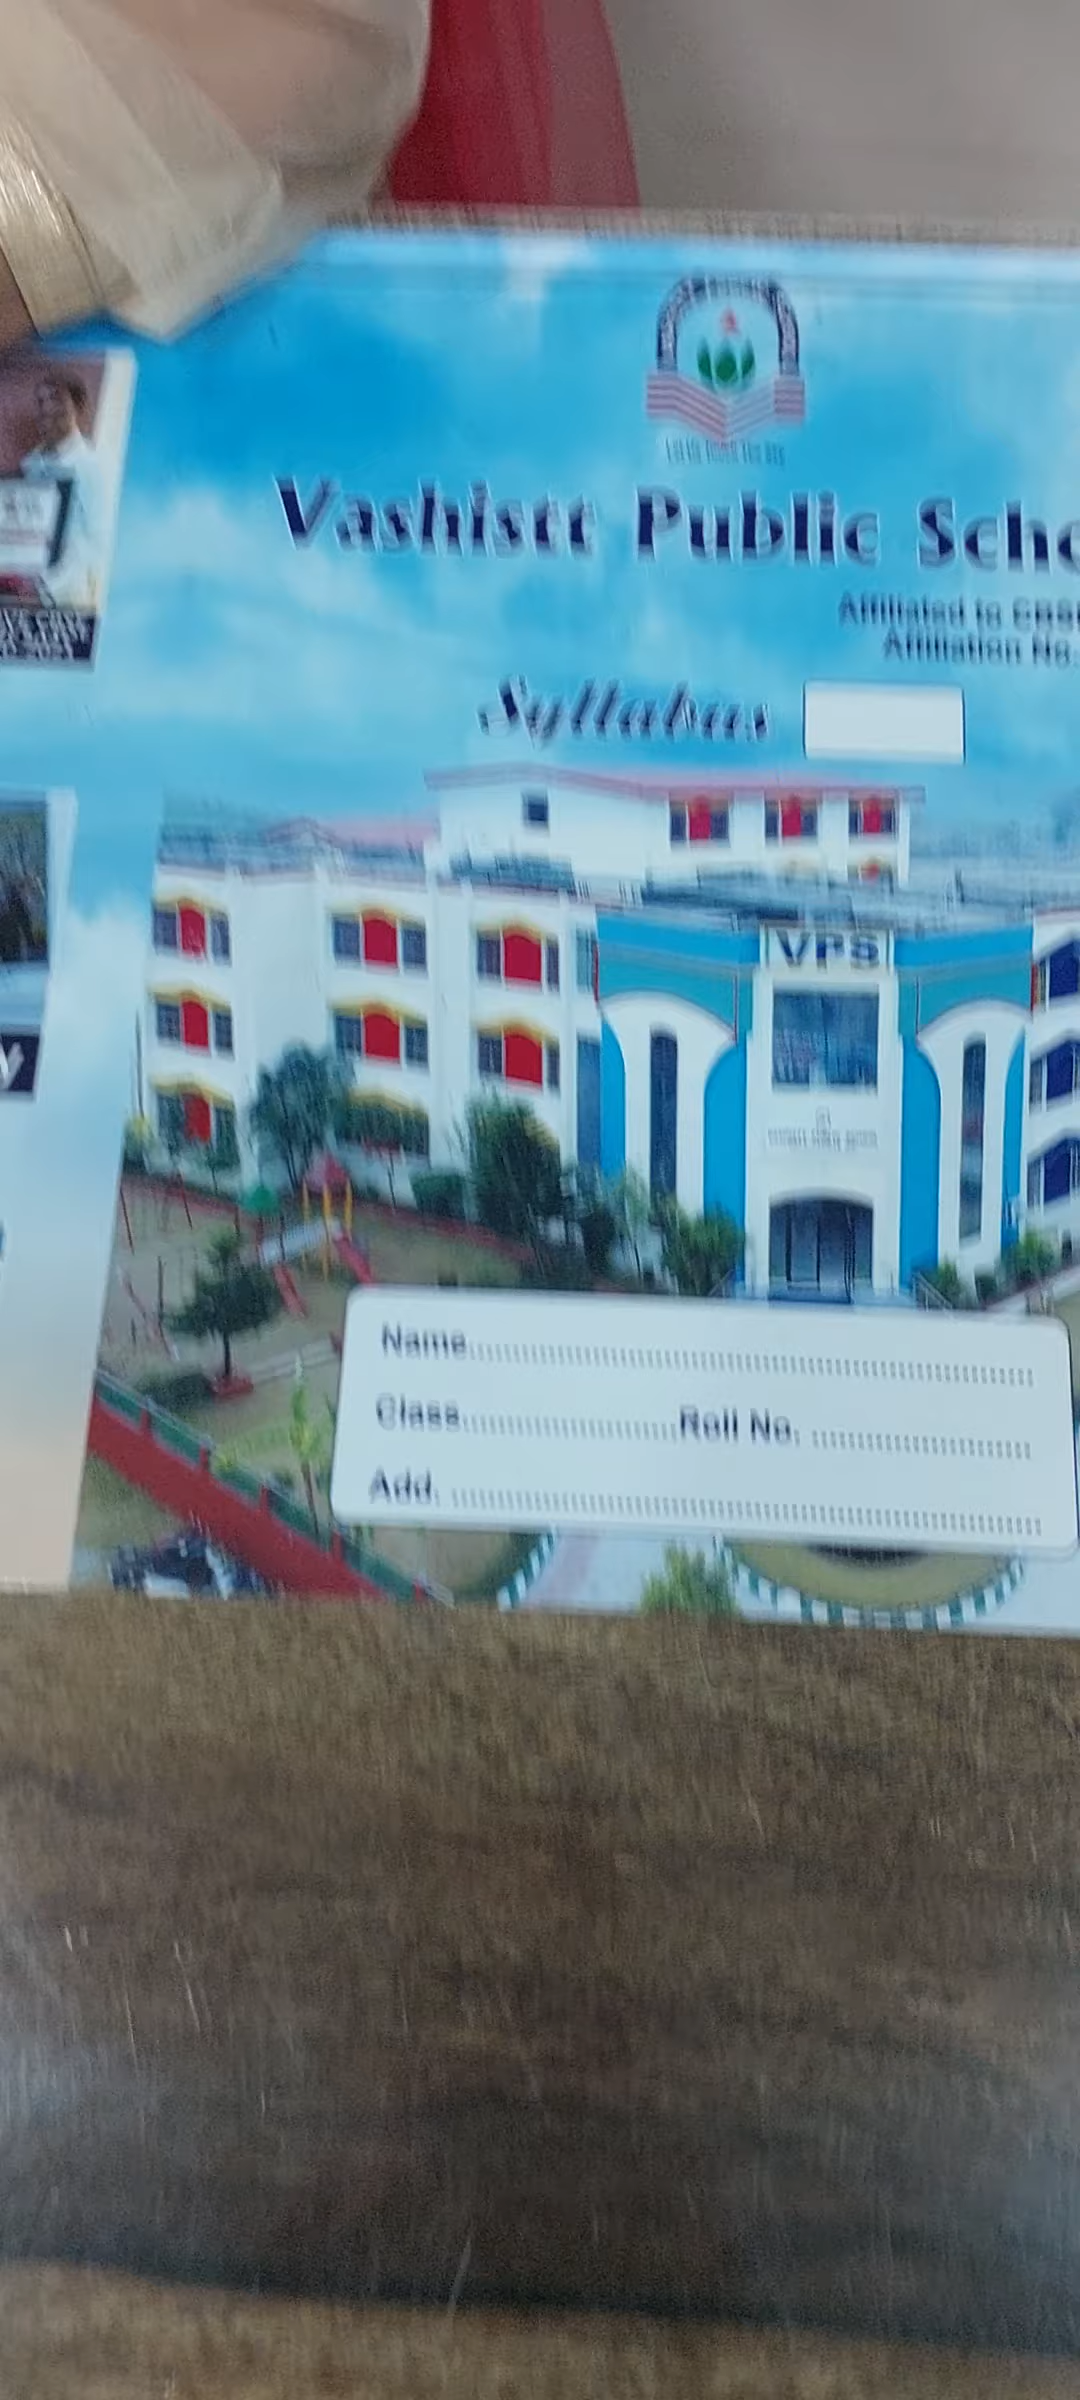 Vashistt Public Scho
Affiliated to CBS
Affiliation No.
Syllabus
VPS
Name
Class Roll No.
Add.